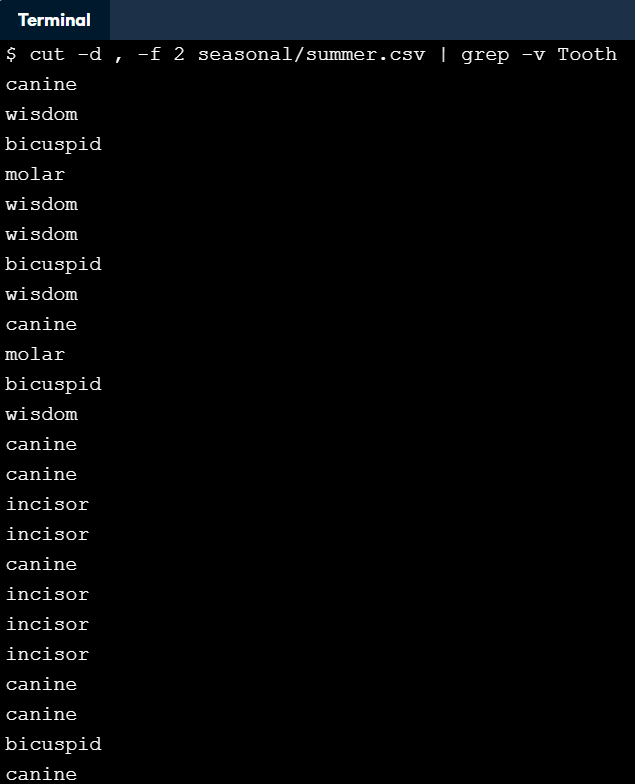 Terminal
$ cut -d , -f 2 seasonal/summer.csv | grep -v Tooth
canine
wisdom
bicuspid
molar
wisdom
wisdom
bicuspid
wisdom
canine
molar
bicuspid
wisdom
canine
canine
incisor
incisor
canine
incisor
incisor
incisor
canine
canine
bicuspid
canine